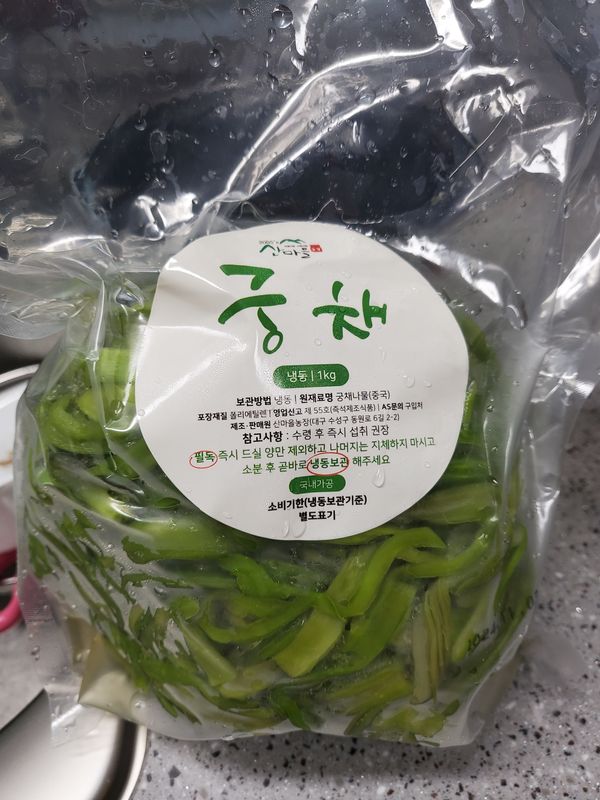 신마을
궁채
냉동 | 1kg
보관방법 냉동 | 원재료명 궁채나물(중국)
포장재질 폴리에틸렌 | 영업신고 제 55호(즉석제조식품) | AS문의 구입처
제조·판매원 신마을농장(대구 수성구 동원로 6길 2-2)
참고사항 : 수령 후 즉시 섭취 권장
필독 즉시 드실 양만 제외하고 나머지는 지체하지 마시고
소분 후 곧바로 냉동보관 해주세요
국내가공
소비기한(냉동보관기준)
별도표기